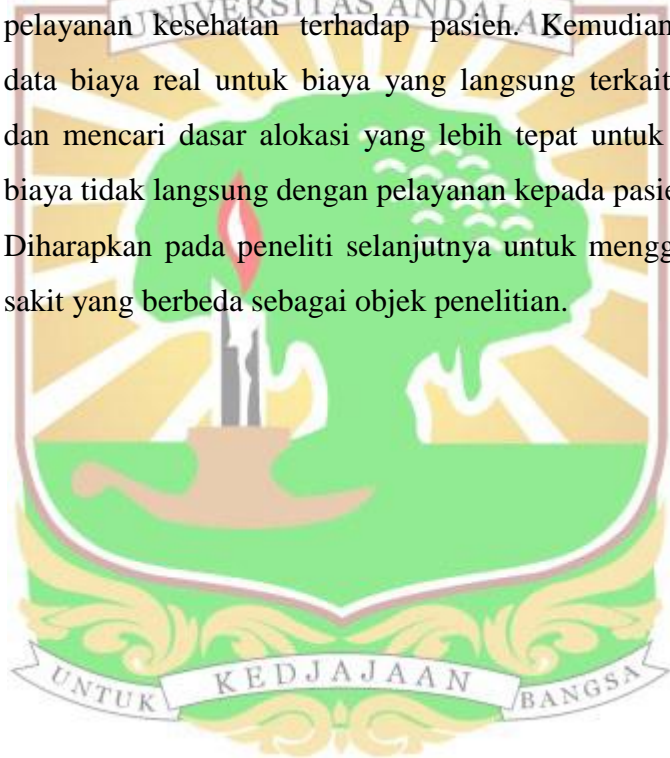 UNIVERSITAS ANDALAS
pelayanan kesehatan terhadap pasien. Kemudian
data biaya real untuk biaya yang langsung terkait
dan mencari dasar alokasi yang lebih tepat untuk
biaya tidak langsung dengan pelayanan kepada
Diharapkan pada peneliti selanjutnya untuk
sakit yang berbeda sebagai objek penelitian.
UNTUK KEDJAJAAN BANGSA